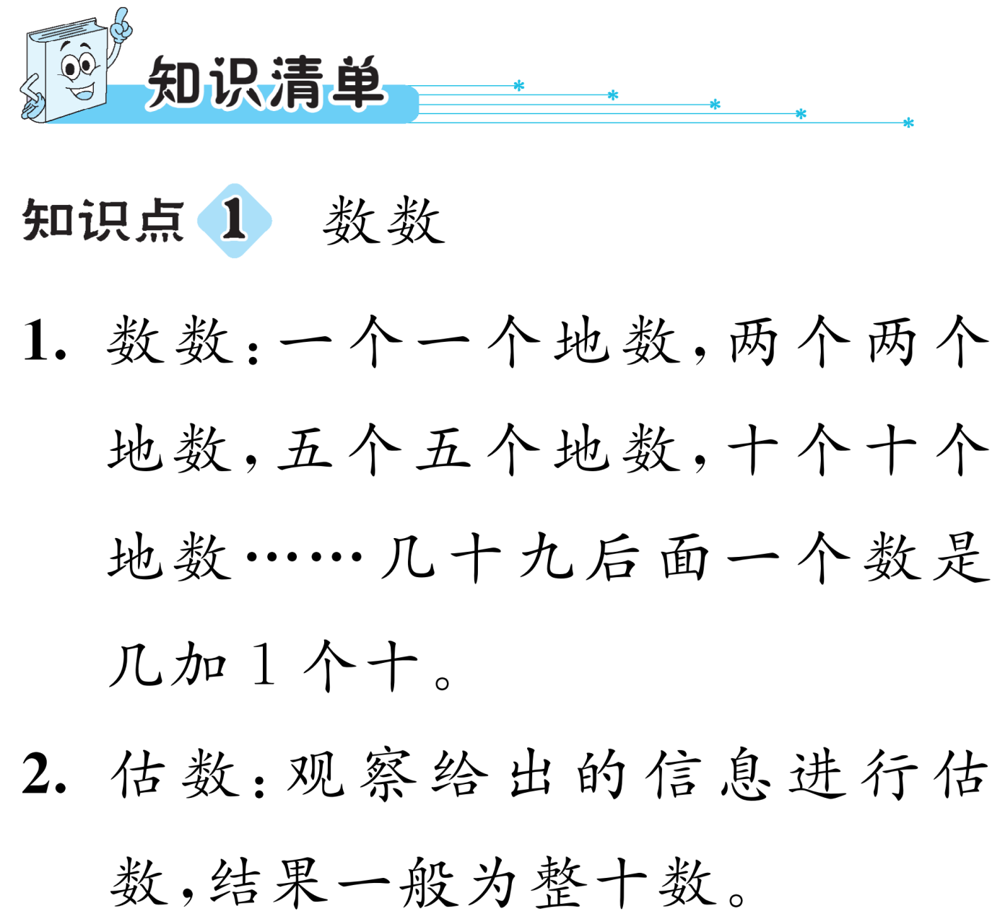 知识清单
知识点 1 数数
1. 数数:一个一个地数,两个两个
地数,五个五个地数,十个十个
地数……几十九后面一个数是
几加 1 个十。
2. 估数:观察给出的信息进行估
数,结果一般为整十数。